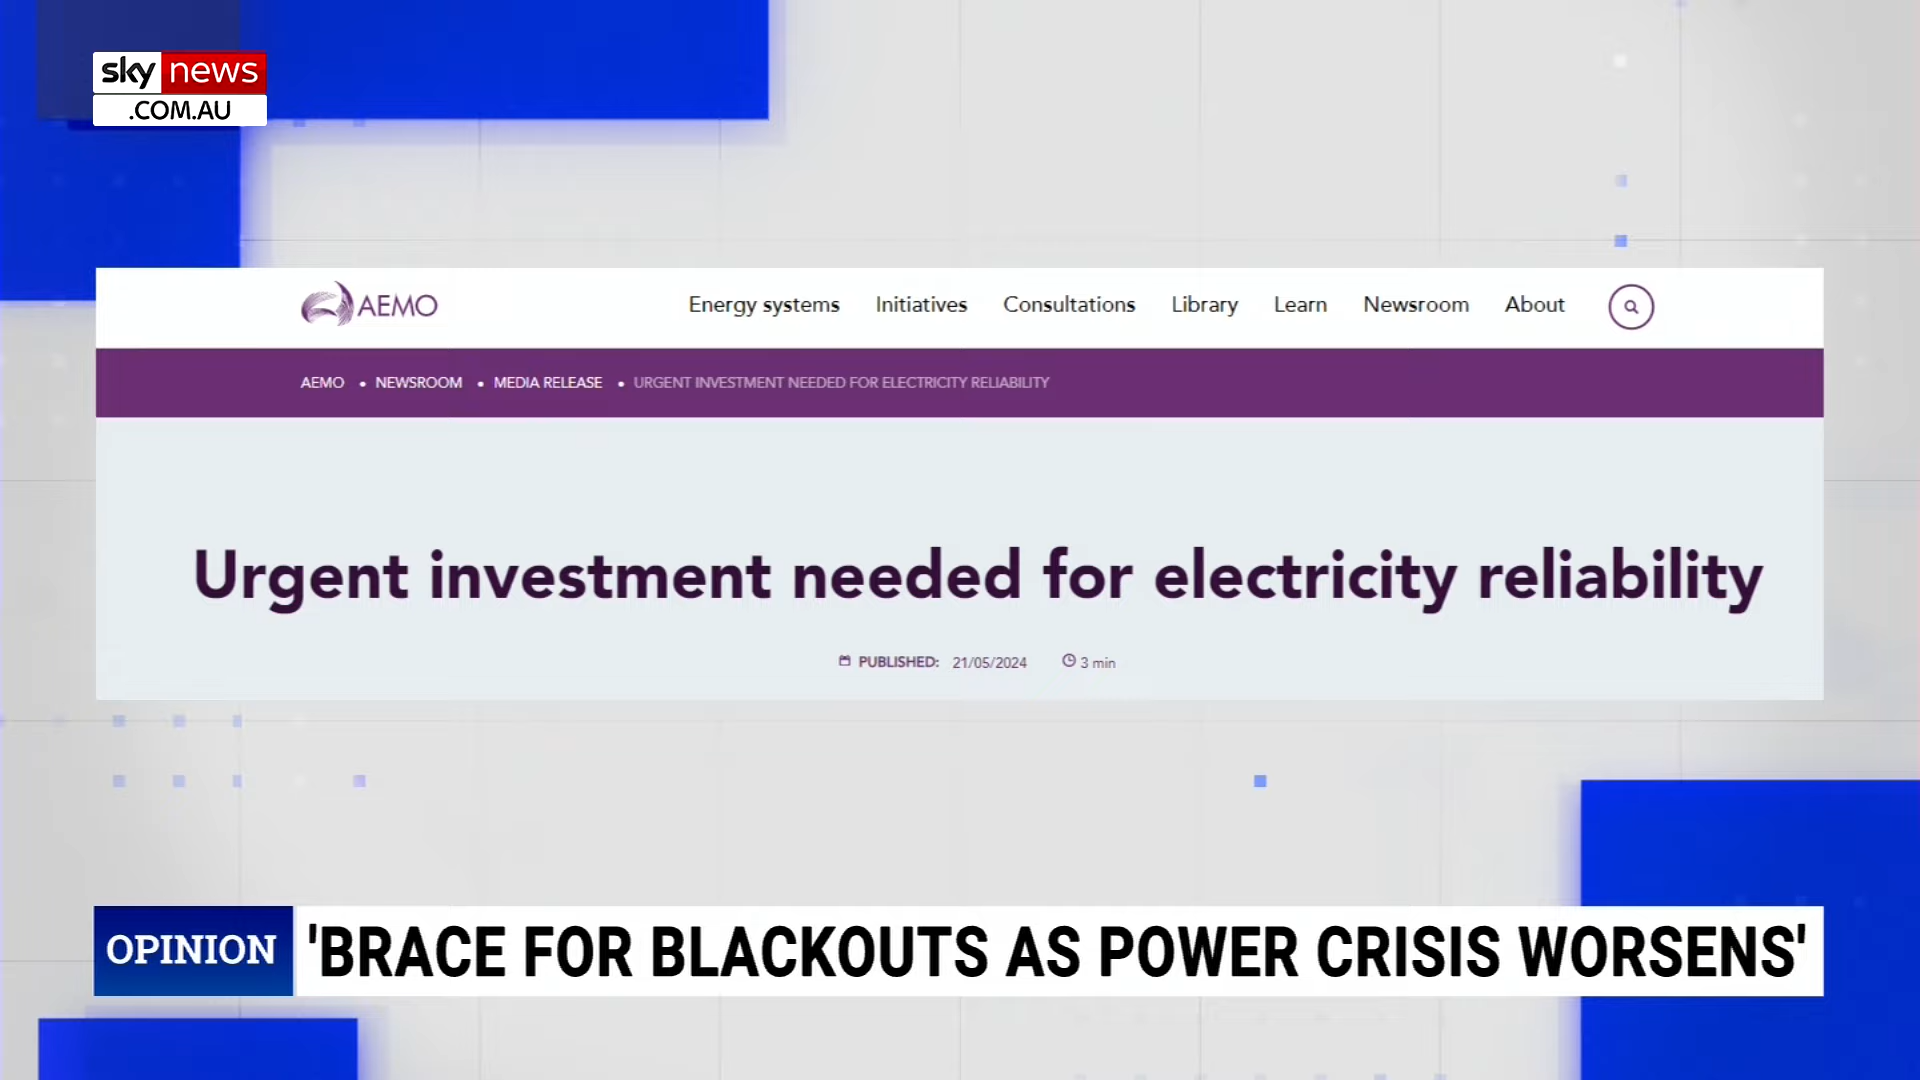 sky news
.COM.AU
AEMO Energy systems Initiatives Consultations Library Learn Newsroom About
AEMO • NEWSROOM • MEDIA RELEASE • URGENT INVESTMENT NEEDED FOR ELECTRICITY RELIABILITY
Urgent investment needed for electricity reliability
PUBLISHED: 21/05/2024 3 min
OPINION 'BRACE FOR BLACKOUTS AS POWER CRISIS WORSENS'